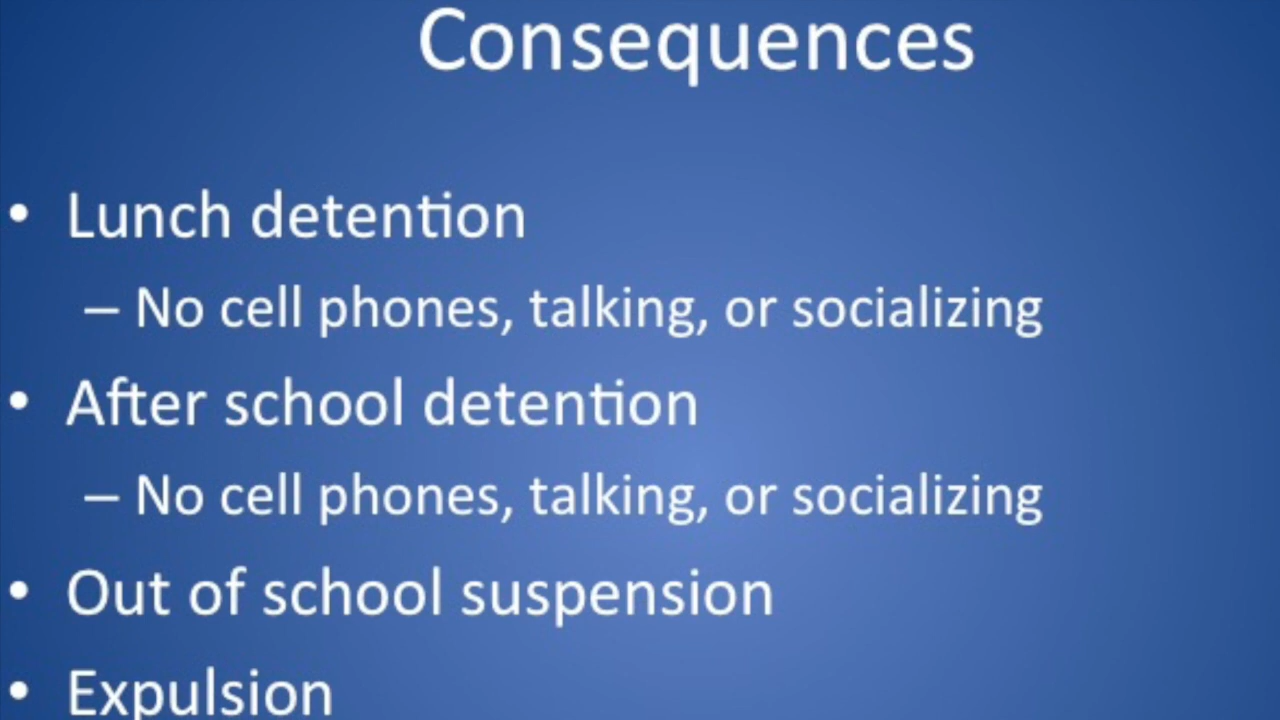 Consequences
• Lunch detention
– No cell phones, talking, or socializing
• After school detention
– No cell phones, talking, or socializing
• Out of school suspension
• Expulsion